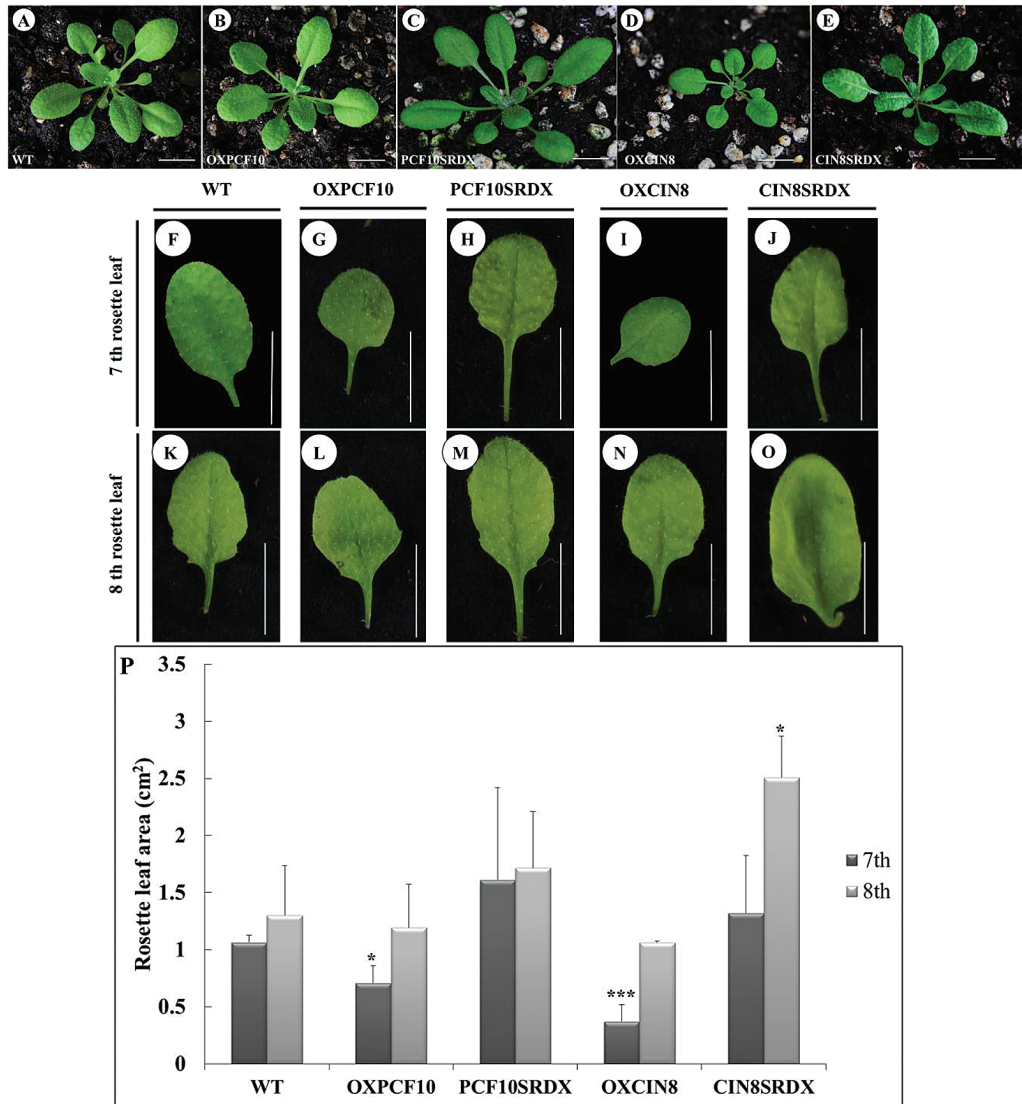 A
B
C
D
E
WT
OXPCF10
PCF10SRDX
OXCIN8
CIN8SRDX
WT
OXPCF10
PCF10SRDX
OXCIN8
CIN8SRDX
7 th rosette leaf
F
G
H
I
J
8 th rosette leaf
K
L
M
N
O
P
Rosette leaf area (cm²)
3.5
3
2.5
2
1.5
1
0.5
0
*
***
*
7th
8th
WT
OXPCF10
PCF10SRDX
OXCIN8
CIN8SRDX